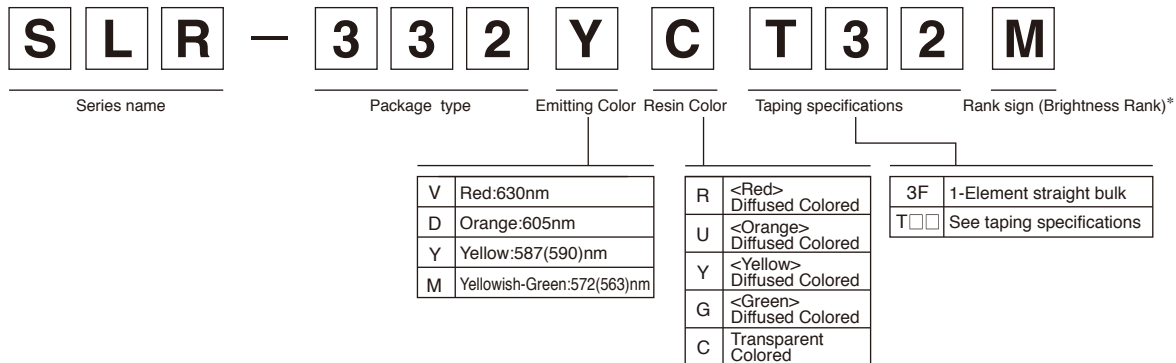 S L R — 3 3 2 Y C T 3 2 M
Series name Package type Emitting Color Resin Color Taping specifications Rank sign (Brightness Rank)*
V Red:630nm
D Orange:605nm
Y Yellow:587(590)nm
M Yellowish-Green:572(563)nm
R <Red>
Diffused Colored
U <Orange>
Diffused Colored
Y <Yellow>
Diffused Colored
G <Green>
Diffused Colored
C Transparent
Colored
3F 1-Element straight bulk
T□□ See taping specifications